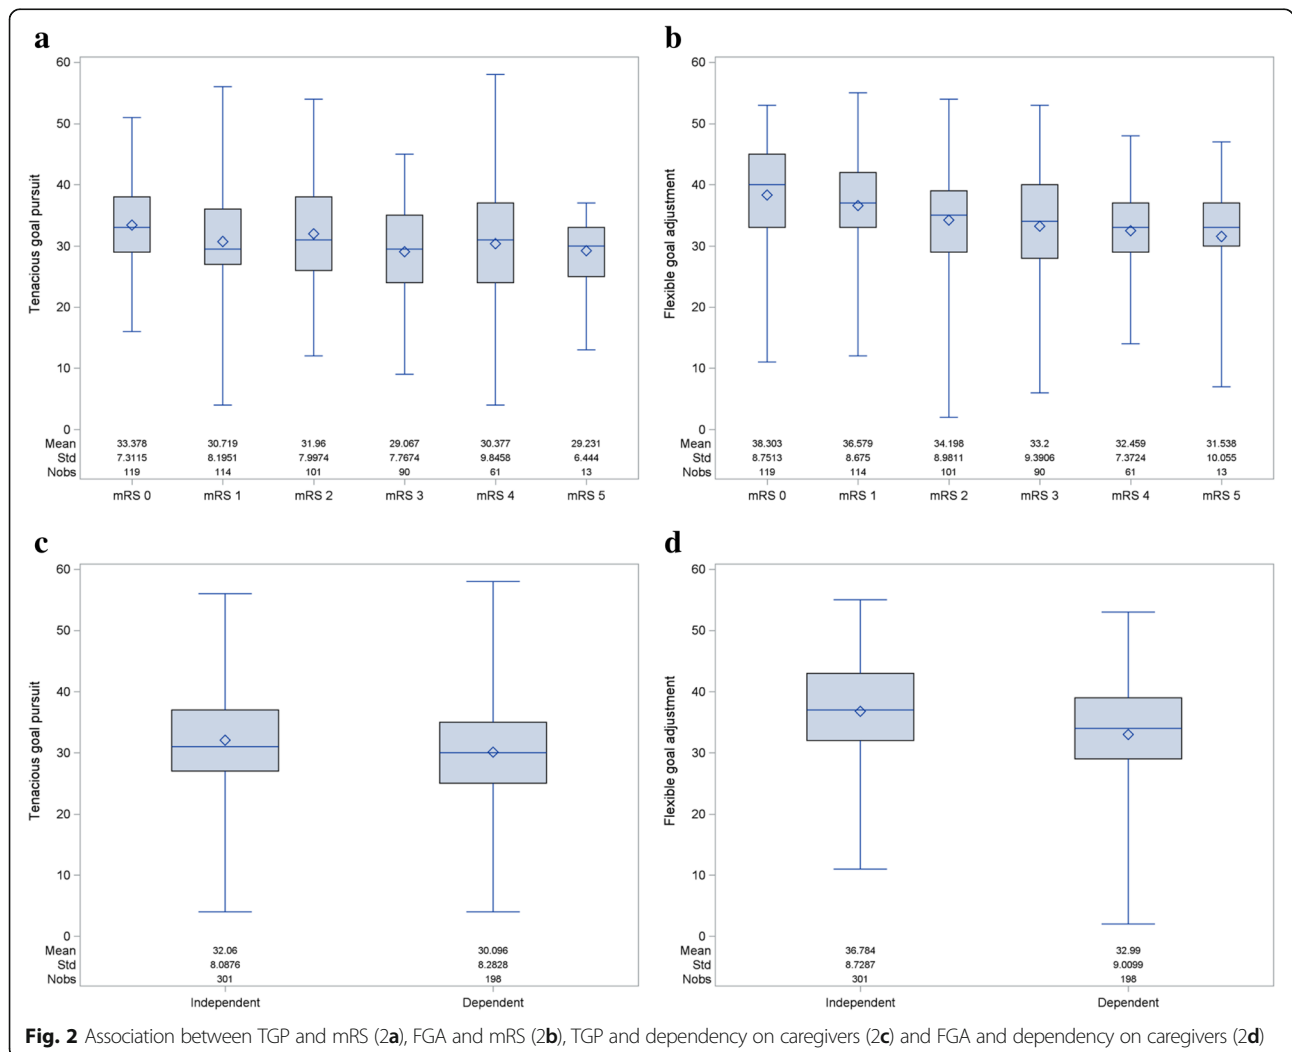 a
60
50
40
30
20
10
0
Tenacious goal pursuit
Mean 33.378 30.719 31.96 29.067 30.377 29.231
Std 7.3115 8.1951 7.9974 7.7674 9.8458 6.444
Nobs 119 114 101 90 61 13
mRS 0 mRS 1 mRS 2 mRS 3 mRS 4 mRS 5
b
60
50
40
30
20
10
0
Flexible goal adjustment
Mean 38.303 36.579 34.198 33.2 32.459 31.538
Std 8.7513 8.675 8.9811 9.3906 7.3724 10.055
Nobs 119 114 101 90 61 13
mRS 0 mRS 1 mRS 2 mRS 3 mRS 4 mRS 5
c
60
50
40
30
20
10
0
Tenacious goal pursuit
Mean 32.06 30.096
Std 8.0876 8.2828
Nobs 301 198
Independent Dependent
d
60
50
40
30
20
10
0
Flexible goal adjustment
Mean 36.784 32.99
Std 8.7287 9.0099
Nobs 301 198
Independent Dependent
Fig. 2 Association between TGP and mRS (2a), FGA and mRS (2b), TGP and dependency on caregivers (2c) and FGA and dependency on caregivers (2d)